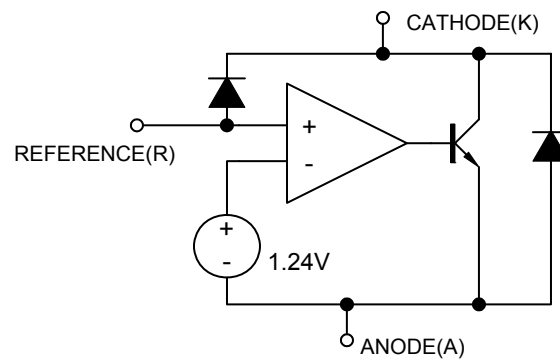 CATHODE(K)
REFERENCE(R)
+
-
+
-
1.24V
ANODE(A)